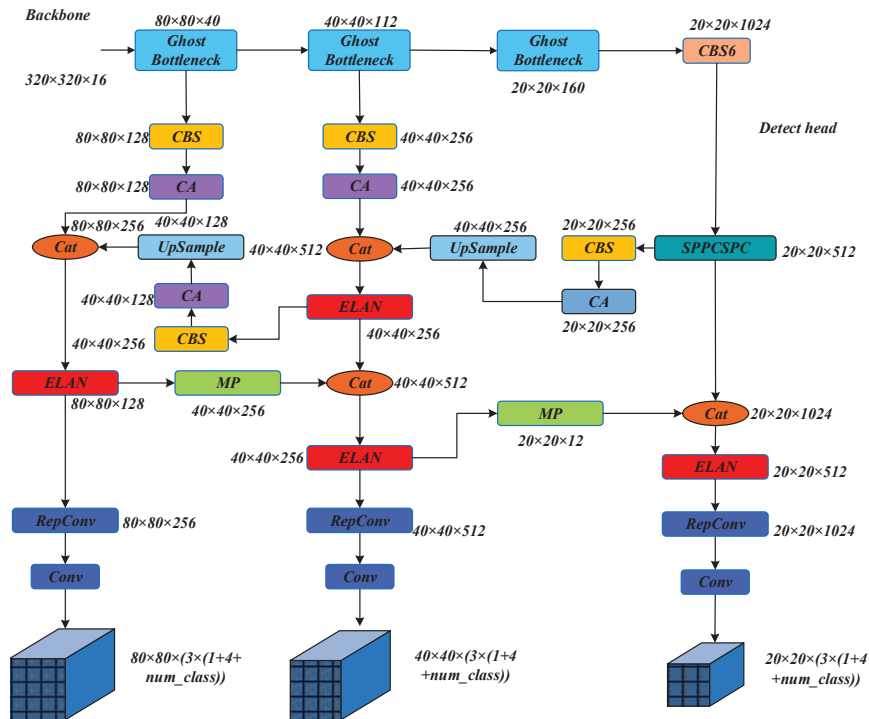 Backbone
80×80×40
40×40×112
20×20×1024
Ghost
Bottleneck
Ghost
Bottleneck
Ghost
Bottleneck
CBS6
320×320×16
20×20×160
80×80×128
CBS
CBS
40×40×256
Detect head
80×80×128
CA
CA
40×40×256
80×80×256
40×40×128
40×40×256
20×20×256
Cat
UpSample
40×40×512
Cat
UpSample
CBS
SPPCSPC
20×20×512
40×40×128
CA
ELAN
CA
20×20×256
40×40×256
CBS
40×40×256
ELAN
80×80×128
MP
40×40×256
Cat
40×40×512
MP
20×20×12
Cat
20×20×1024
40×40×256
ELAN
ELAN
20×20×512
RepConv
80×80×256
RepConv
40×40×512
RepConv
20×20×1024
Conv
Conv
Conv
80×80×(3×(1+4+
num_class))
40×40×(3×(1+4
+num_class))
20×20×(3×(1+4
+num_class))